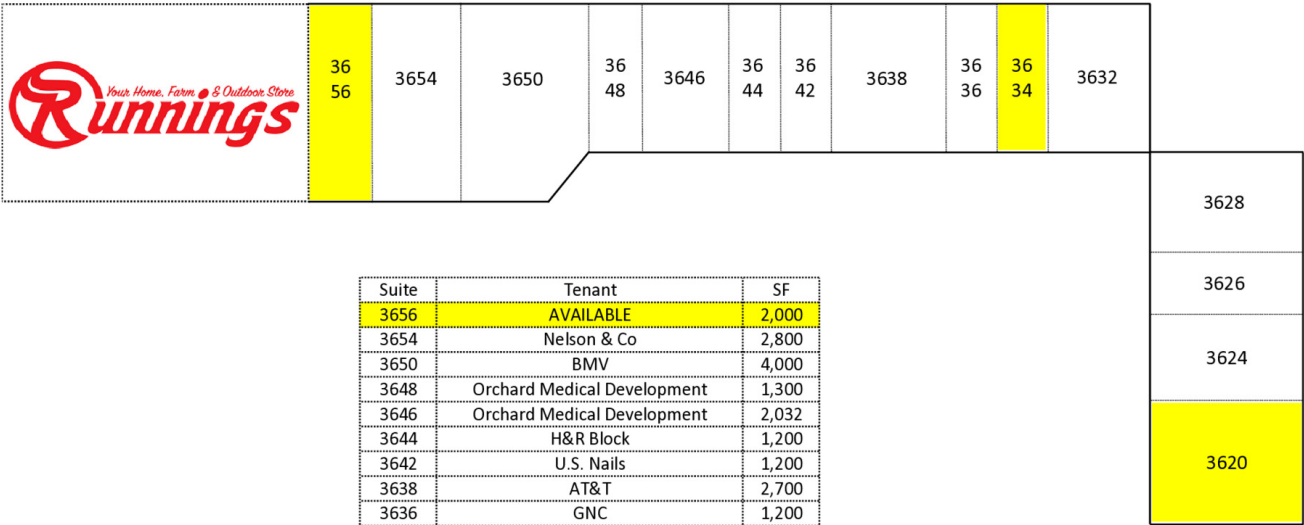 Your Home, Farm & Outdoor Store
Runnings
36
56
3654
3650
36
48
3646
36
44
36
42
3638
36
36
36
34
3632
3628
3626
3624
3620
Suite Tenant SF
3656 AVAILABLE 2,000
3654 Nelson & Co 2,800
3650 BMV 4,000
3648 Orchard Medical Development 1,300
3646 Orchard Medical Development 2,032
3644 H&R Block 1,200
3642 U.S. Nails 1,200
3638 AT&T 2,700
3636 GNC 1,200